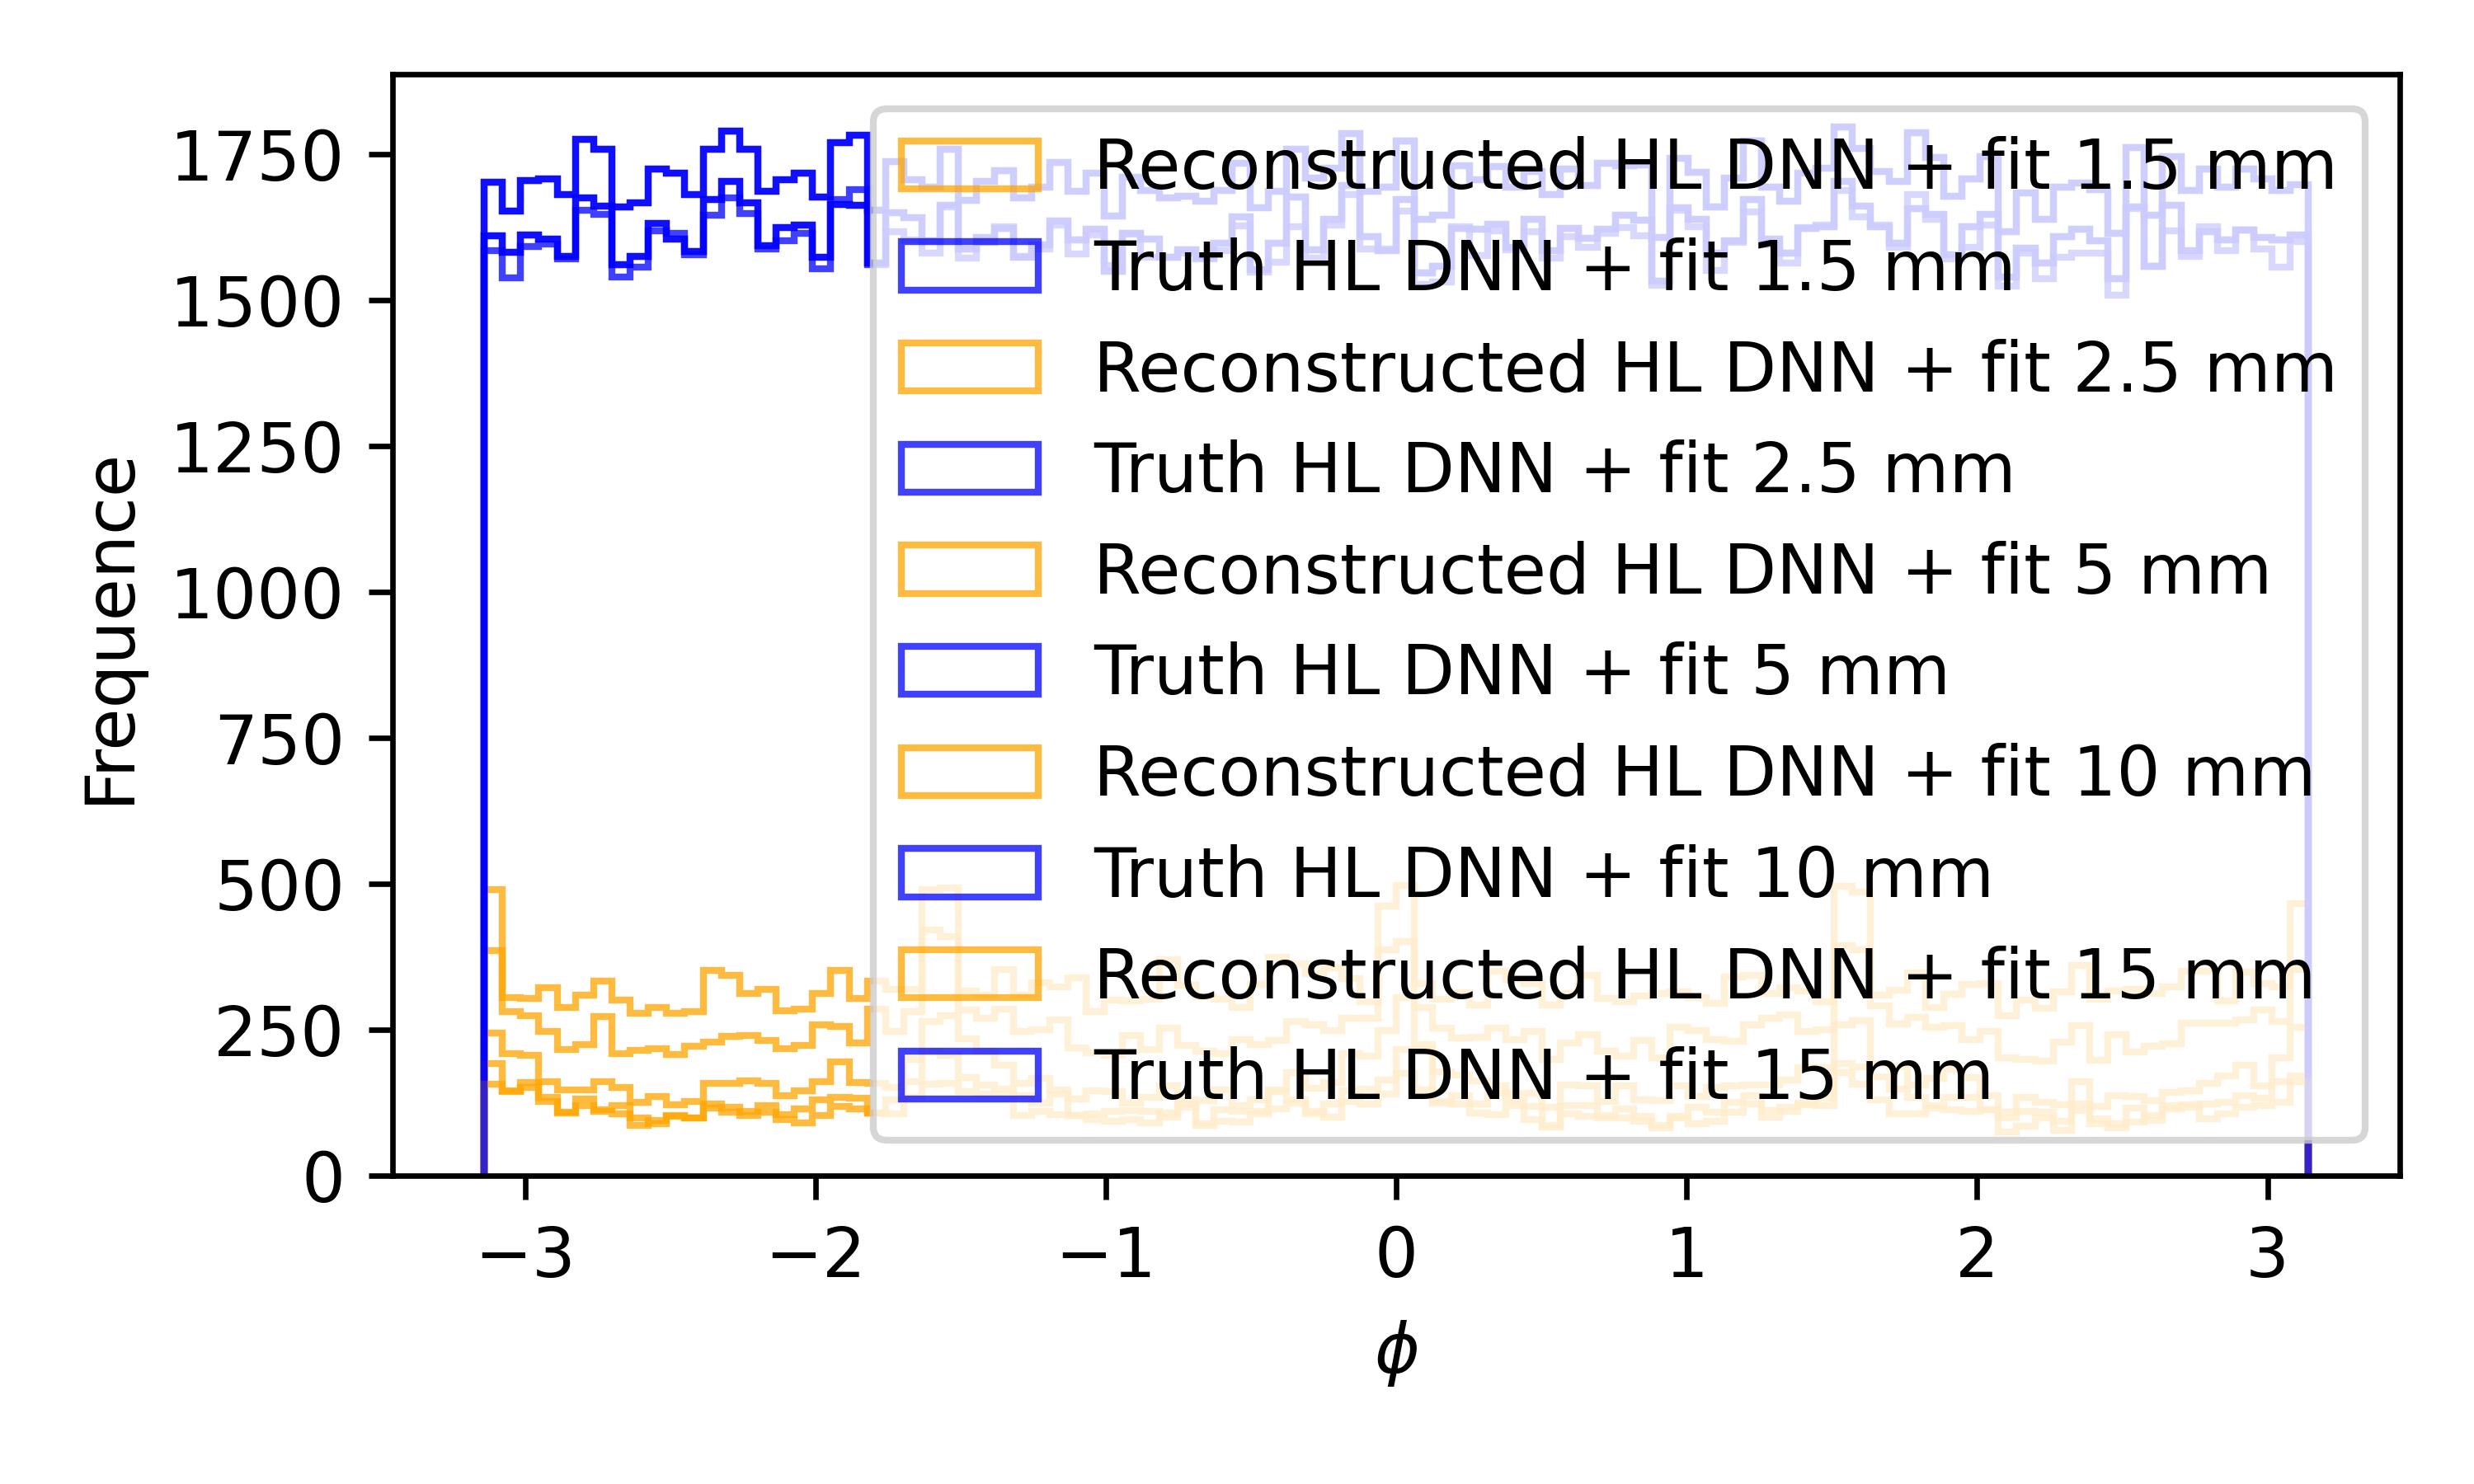 Frequence
1750
1500
1250
1000
750
500
250
0
Reconstructed HL DNN + fit 1.5 mm
Truth HL DNN + fit 1.5 mm
Reconstructed HL DNN + fit 2.5 mm
Truth HL DNN + fit 2.5 mm
Reconstructed HL DNN + fit 5 mm
Truth HL DNN + fit 5 mm
Reconstructed HL DNN + fit 10 mm
Truth HL DNN + fit 10 mm
Reconstructed HL DNN + fit 15 mm
Truth HL DNN + fit 15 mm
−3 −2 −1 0 1 2 3
ϕ